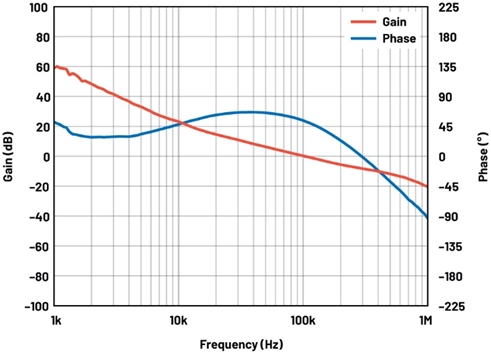 Gain
Phase
Gain (dB)
100
80
60
40
20
0
−20
−40
−60
−80
−100
225
180
135
90
45
0
−45
−90
−135
−180
−225
Phase (°)
1k
10k
100k
1M
Frequency (Hz)